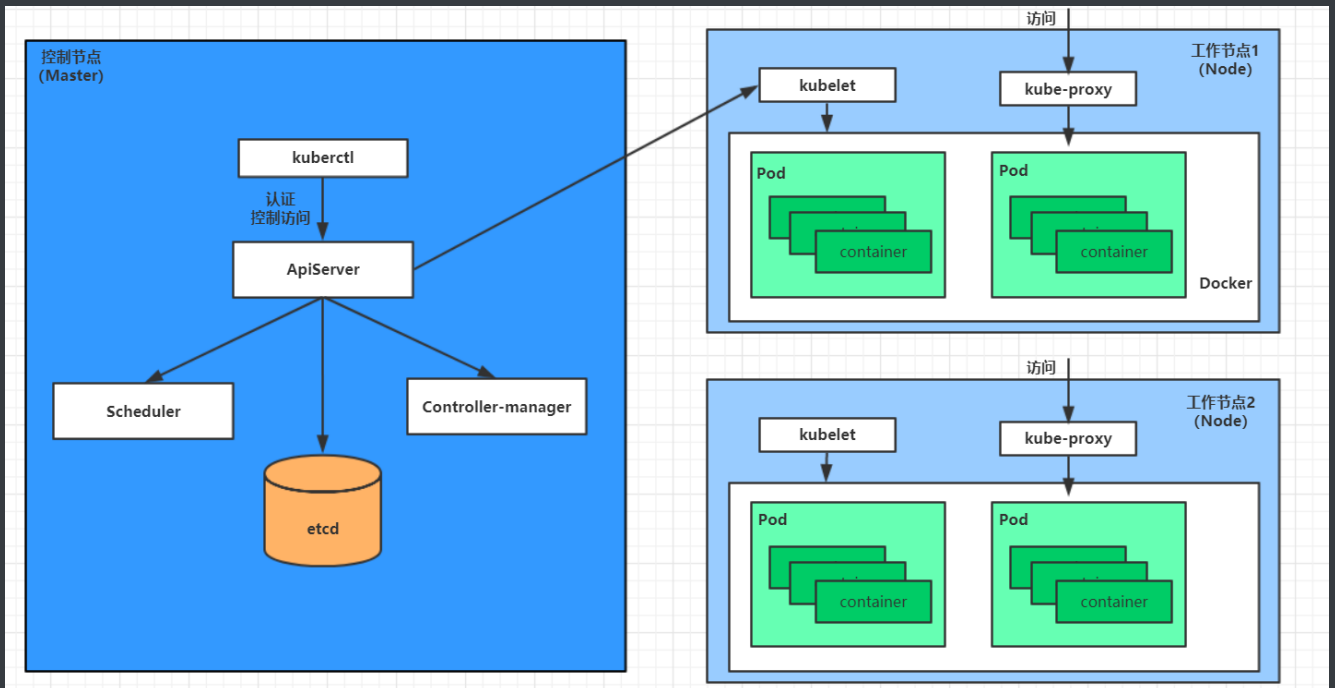 控制节点
(Master)
kuberctl
认证
控制访问
ApiServer
Scheduler
Controller-manager
etcd
访问
工作节点1
(Node)
kubelet
kube-proxy
Pod
container
Pod
container
Docker
访问
工作节点2
(Node)
kubelet
kube-proxy
Pod
container
Pod
container